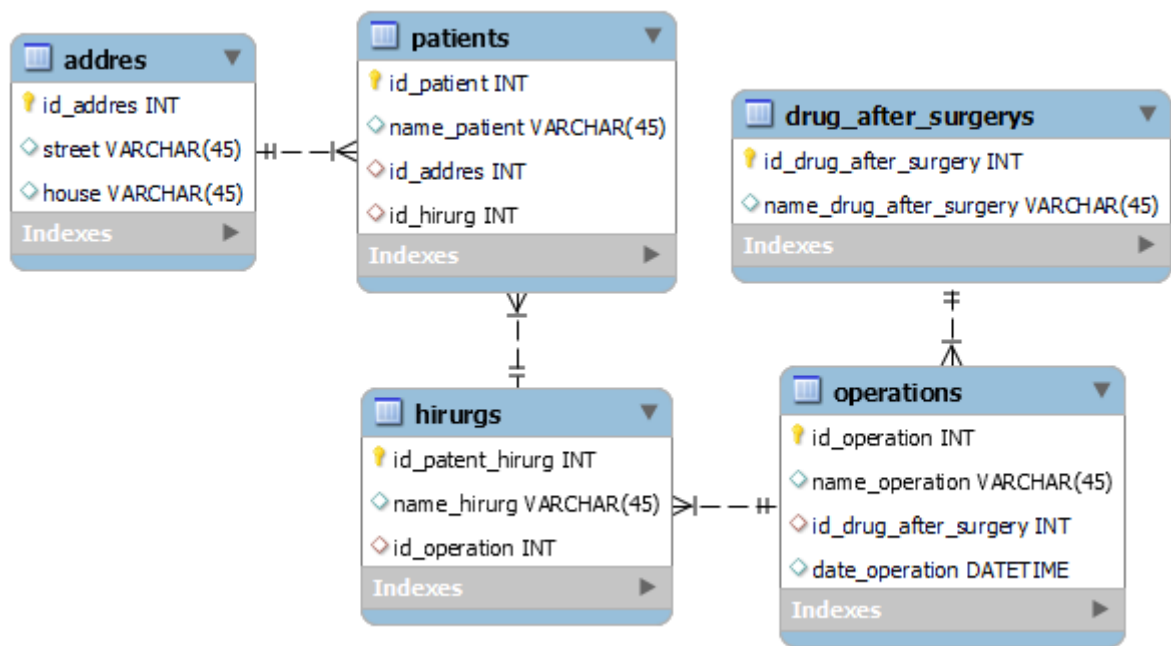 addres
id_addres INT
street VARCHAR(45)
house VARCHAR(45)
Indexes
patients
id_patient INT
name_patient VARCHAR(45)
id_addres INT
id_hirurg INT
Indexes
drug_after_surgerys
id_drug_after_surgery INT
name_drug_after_surgery VARCHAR(45)
Indexes
hirurgs
id_patent_hirurg INT
name_hirurg VARCHAR(45)
id_operation INT
Indexes
operations
id_operation INT
name_operation VARCHAR(45)
id_drug_after_surgery INT
date_operation DATETIME
Indexes